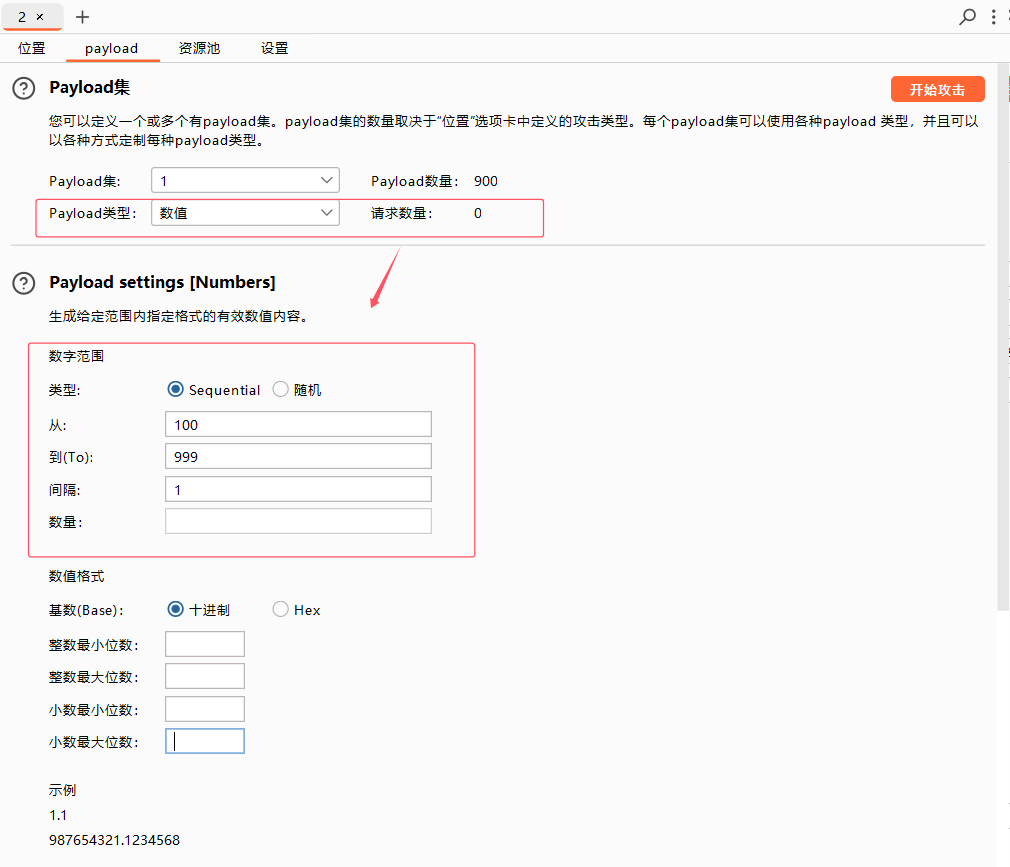 2 × +
位置 payload 资源池 设置
Payload集 开始攻击
您可以定义一个或多个有payload集。payload集的数量取决于“位置”选项卡中定义的攻击类型。每个payload集可以使用各种payload 类型，并且可以
以各种方式定制每种payload类型。
Payload集: 1 Payload数量: 900
Payload类型: 数值 请求数量: 0
Payload settings [Numbers]
生成给定范围内指定格式的有效数值内容。
数字范围
类型: Sequential 随机
从: 100
到(To): 999
间隔: 1
数量:
数值格式
基数(Base): 十进制 Hex
整数最小位数:
整数最大位数:
小数最小位数:
小数最大位数:
示例
1.1
987654321.1234568